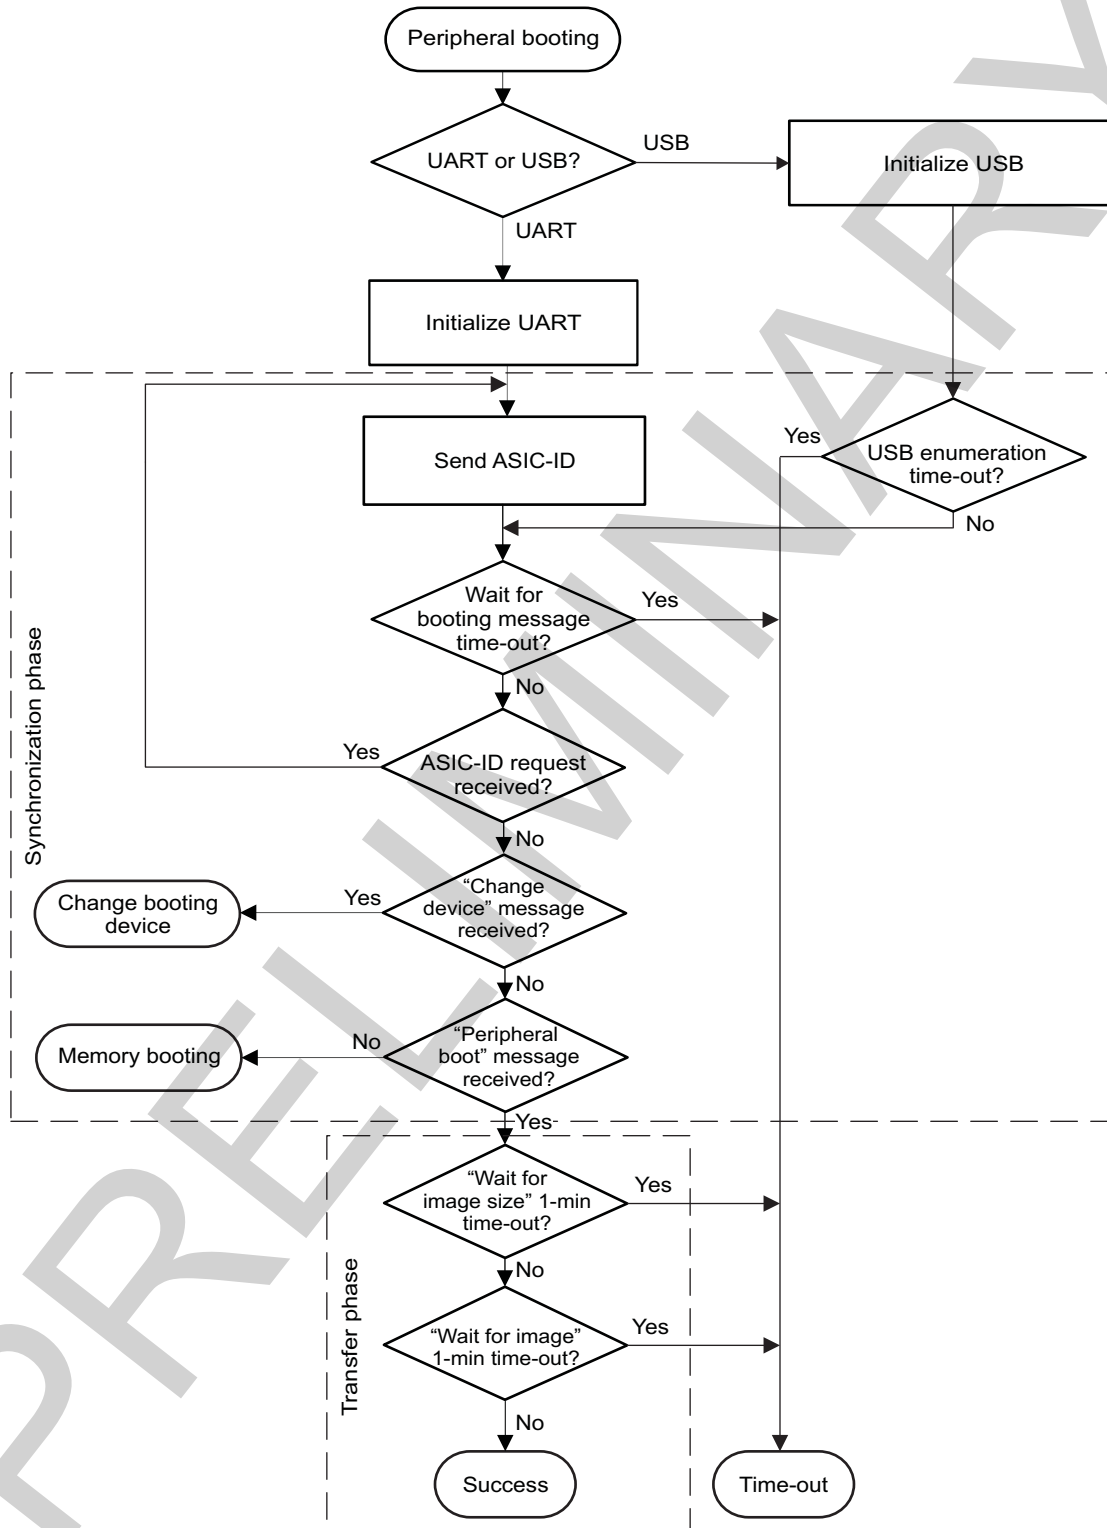 Peripheral booting
UART or USB?
USB
Initialize USB
UART
Initialize UART
Send ASIC-ID
Yes
USB enumeration
time-out?
No
Wait for
booting message
time-out?
Yes
No
Synchronization phase
Yes
ASIC-ID request
received?
No
Change booting
device
Yes
“Change
device” message
received?
No
Memory booting
No
“Peripheral
boot” message
received?
Yes
“Wait for
image size” 1-min
time-out?
Yes
No
Transfer phase
“Wait for image”
1-min time-out?
Yes
No
Success
Time-out
PRELIMINARY